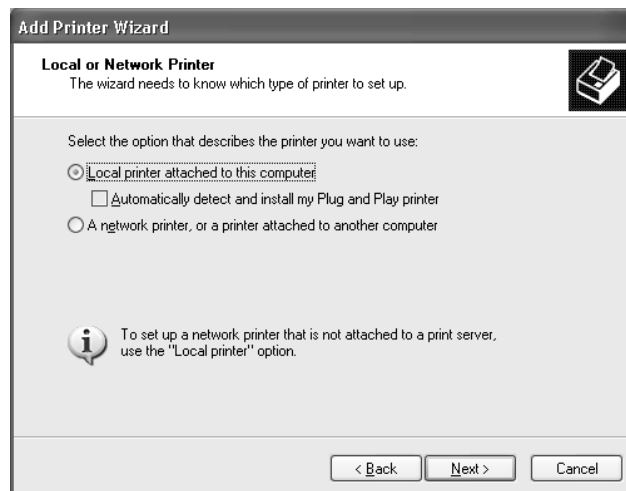 Add Printer Wizard
Local or Network Printer
The wizard needs to know which type of printer to set up.
Select the option that describes the printer you want to use:
Local printer attached to this computer
Automatically detect and install my Plug and Play printer
A network printer, or a printer attached to another computer
To set up a network printer that is not attached to a print server,
use the "Local printer" option.
< Back
Next >
Cancel